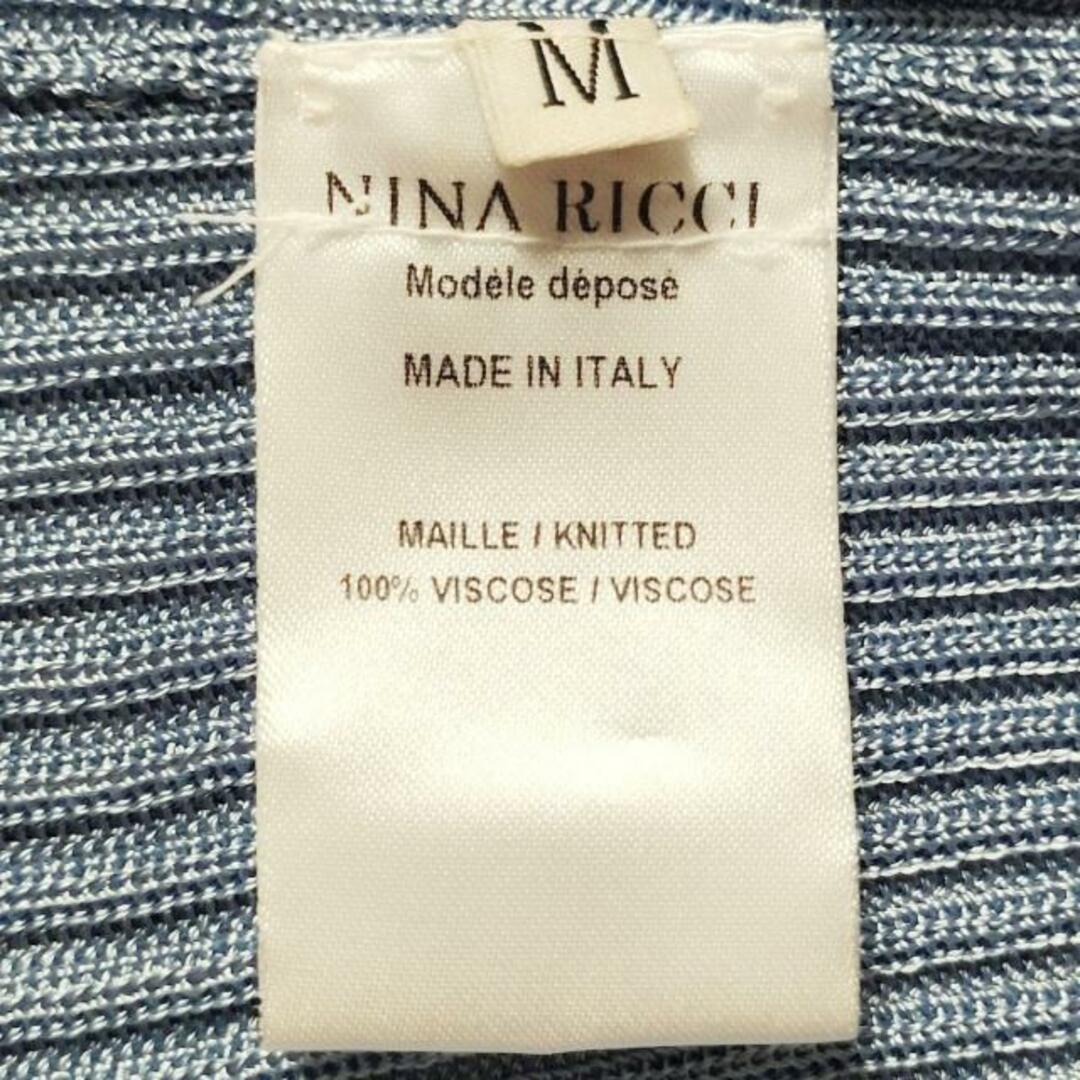 M
NINA RICCI
Modèle déposé
MADE IN ITALY
MAILLE / KNITTED
100% VISCOSE / VISCOSE